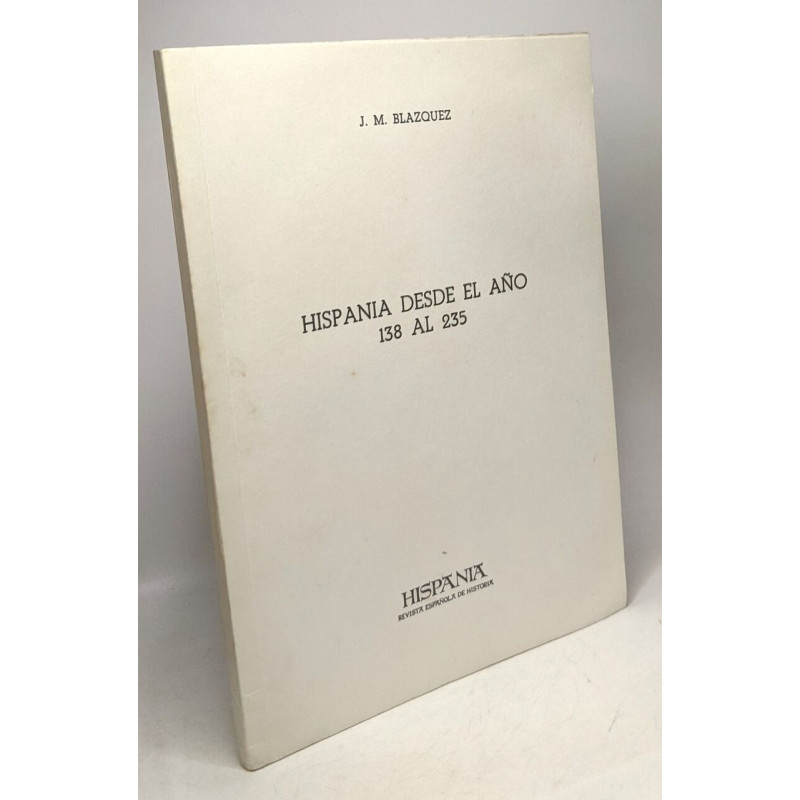 J. M. BLAZQUEZ
HISPANIA DESDE EL AÑO
138 AL 235
HISPANIA
REVISTA ESPAÑOLA DE HISTORIA